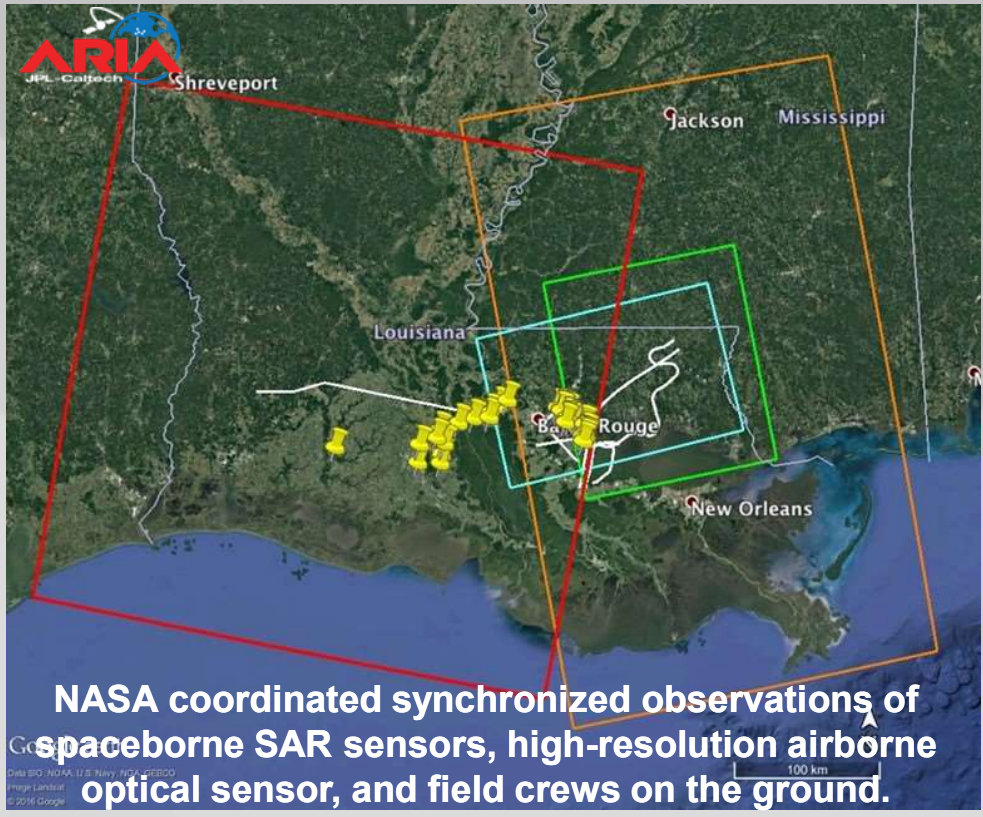 ARIA
JPL-Caltech
Shreveport
Jackson
Mississippi
Louisiana
Rouge
New Orleans
NASA coordinated synchronized observations of
spaceborne SAR sensors, high-resolution airborne
optical sensor, and field crews on the ground.
100 km
Data SIO, NOAA, U.S. Navy, NGA, GEBCO
Image Landsat
© 2016 Google